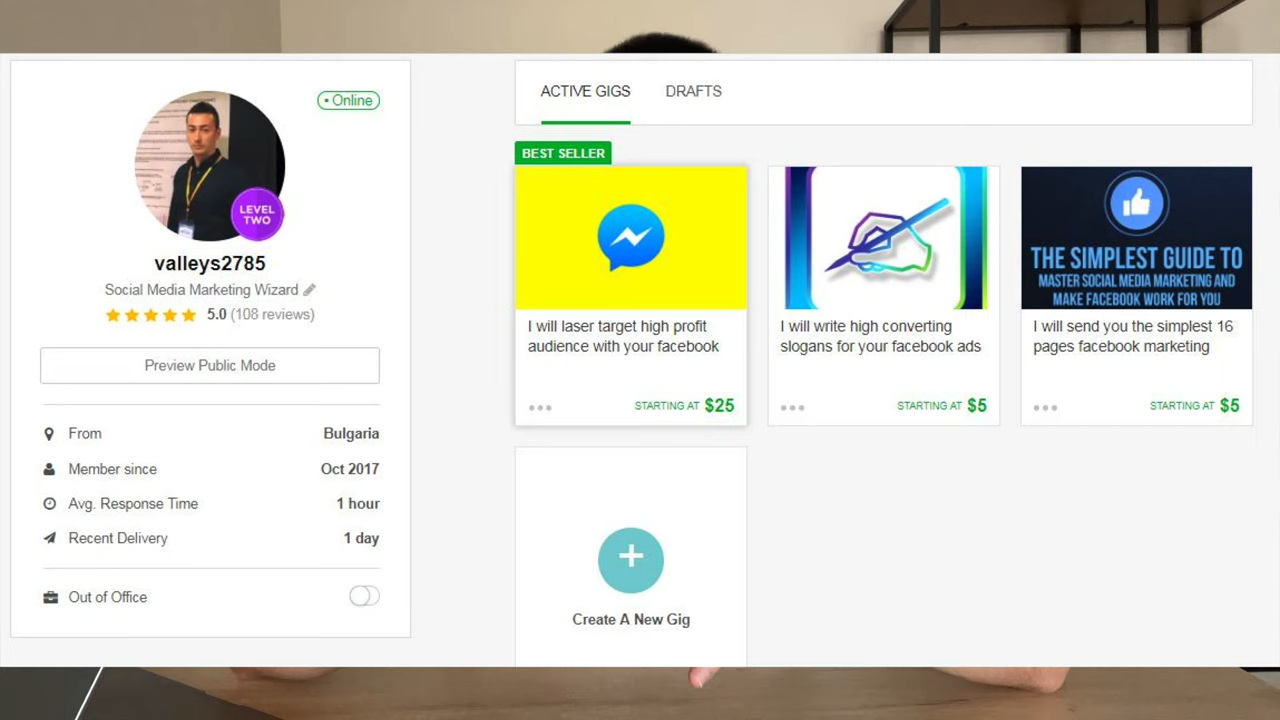 Online
LEVEL
TWO
valleys2785
Social Media Marketing Wizard
5.0 (108 reviews)
Preview Public Mode
From Bulgaria
Member since Oct 2017
Avg. Response Time 1 hour
Recent Delivery 1 day
Out of Office
ACTIVE GIGS DRAFTS
BEST SELLER
I will laser target high profit
audience with your facebook
STARTING AT $25
I will write high converting
slogans for your facebook ads
STARTING AT $5
THE SIMPLEST GUIDE TO
MASTER SOCIAL MEDIA MARKETING AND
MAKE FACEBOOK WORK FOR YOU
I will send you the simplest 16
pages facebook marketing
STARTING AT $5
Create A New Gig